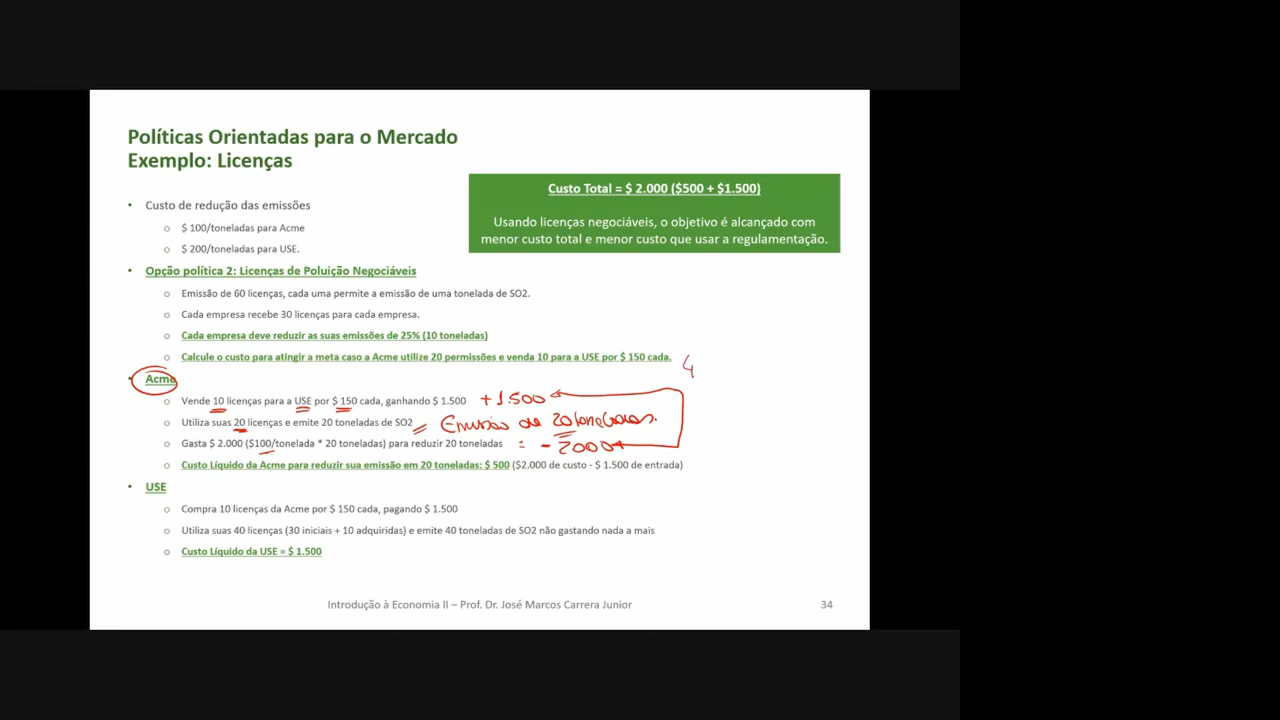 Políticas Orientadas para o Mercado
Exemplo: Licenças
Custo Total = $ 2.000 ($500 + $1.500)
Usando licenças negociáveis, o objetivo é alcançado com
menor custo total e menor custo que usar a regulamentação.
• Custo de redução das emissões
o $ 100/toneladas para Acme
o $ 200/toneladas para USE.
• Opção política 2: Licenças de Poluição Negociáveis
o Emissão de 60 licenças, cada uma permite a emissão de uma tonelada de SO2.
o Cada empresa recebe 30 licenças para cada empresa.
o Cada empresa deve reduzir as suas emissões de 25% (10 toneladas)
o Calcule o custo para atingir a meta caso a Acme utilize 20 permissões e venda 10 para a USE por $ 150 cada.
• Acme
o Vende 10 licenças para a USE por $ 150 cada, ganhando $ 1.500 + 1.500
o Utiliza suas 20 licenças e emite 20 toneladas de SO2 = Emissão de 20 toneladas.
o Gasta $ 2.000 ($100/tonelada * 20 toneladas) para reduzir 20 toneladas = - 2000
o Custo Líquido da Acme para reduzir sua emissão em 20 toneladas: $ 500 ($2.000 de custo - $ 1.500 de entrada)
• USE
o Compra 10 licenças da Acme por $ 150 cada, pagando $ 1.500
o Utiliza suas 40 licenças (30 iniciais + 10 adquiridas) e emite 40 toneladas de SO2 não gastando nada a mais
o Custo Líquido da USE = $ 1.500
Introdução à Economia II – Prof. Dr. José Marcos Carrera Junior
34